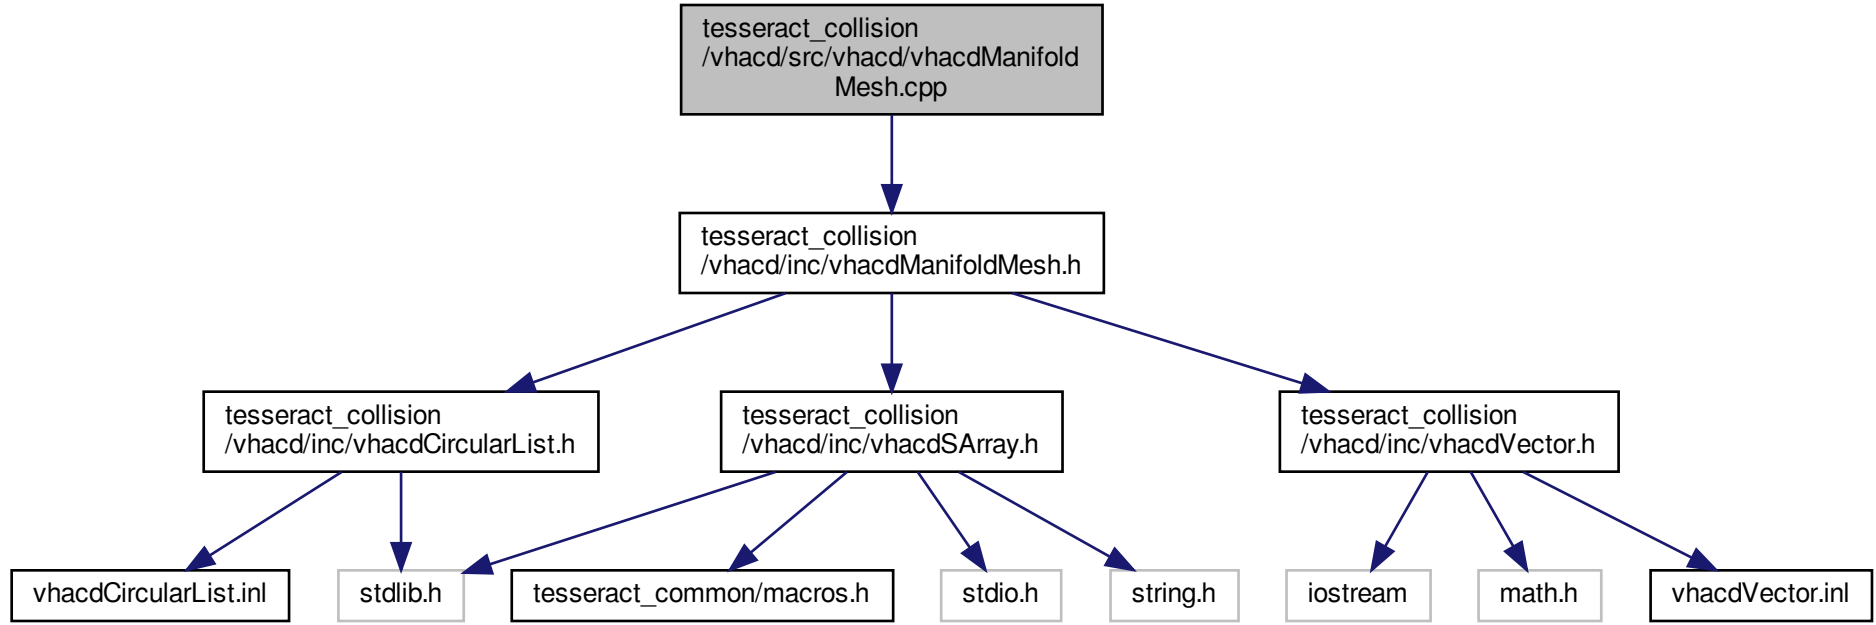 tesseract_collision
/vhacd/src/vhacd/vhacdManifold
Mesh.cpp
tesseract_collision
/vhacd/inc/vhacdManifoldMesh.h
tesseract_collision
/vhacd/inc/vhacdCircularList.h
tesseract_collision
/vhacd/inc/vhacdSArray.h
tesseract_collision
/vhacd/inc/vhacdVector.h
vhacdCircularList.inl
stdlib.h
tesseract_common/macros.h
stdio.h
string.h
iostream
math.h
vhacdVector.inl